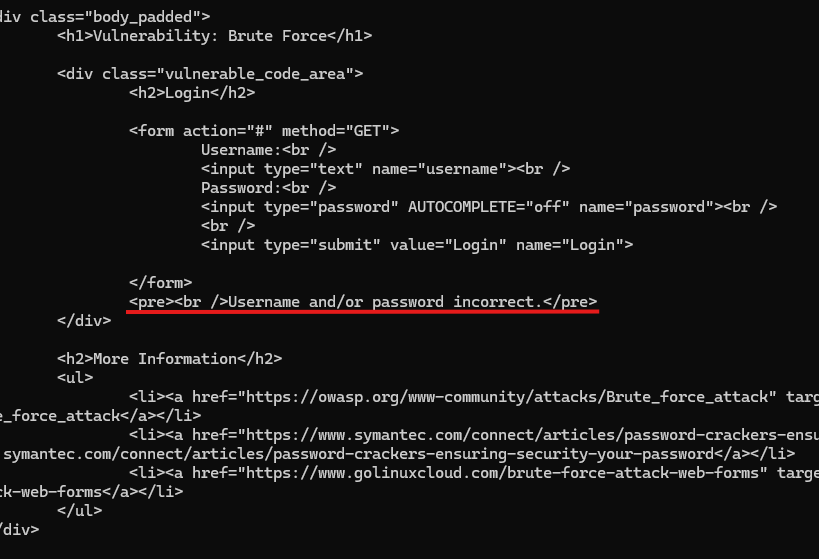 div class="body_padded">
<h1>Vulnerability: Brute Force</h1>
<div class="vulnerable_code_area">
<h2>Login</h2>
<form action="#" method="GET">
Username:<br />
<input type="text" name="username"><br />
Password:<br />
<input type="password" AUTOCOMPLETE="off" name="password"><br />
<br />
<input type="submit" value="Login" name="Login">
</form>
<pre><br />Username and/or password incorrect.</pre>
</div>
<h2>More Information</h2>
<ul>
<li><a href="https://owasp.org/www-community/attacks/Brute_force_attack" targ
e_force_attack</a></li>
<li><a href="https://www.symantec.com/connect/articles/password-crackers-ensu
symantec.com/connect/articles/password-crackers-ensuring-security-your-password</a></li>
<li><a href="https://www.golinuxcloud.com/brute-force-attack-web-forms" targe
ck-web-forms</a></li>
</ul>
/div>